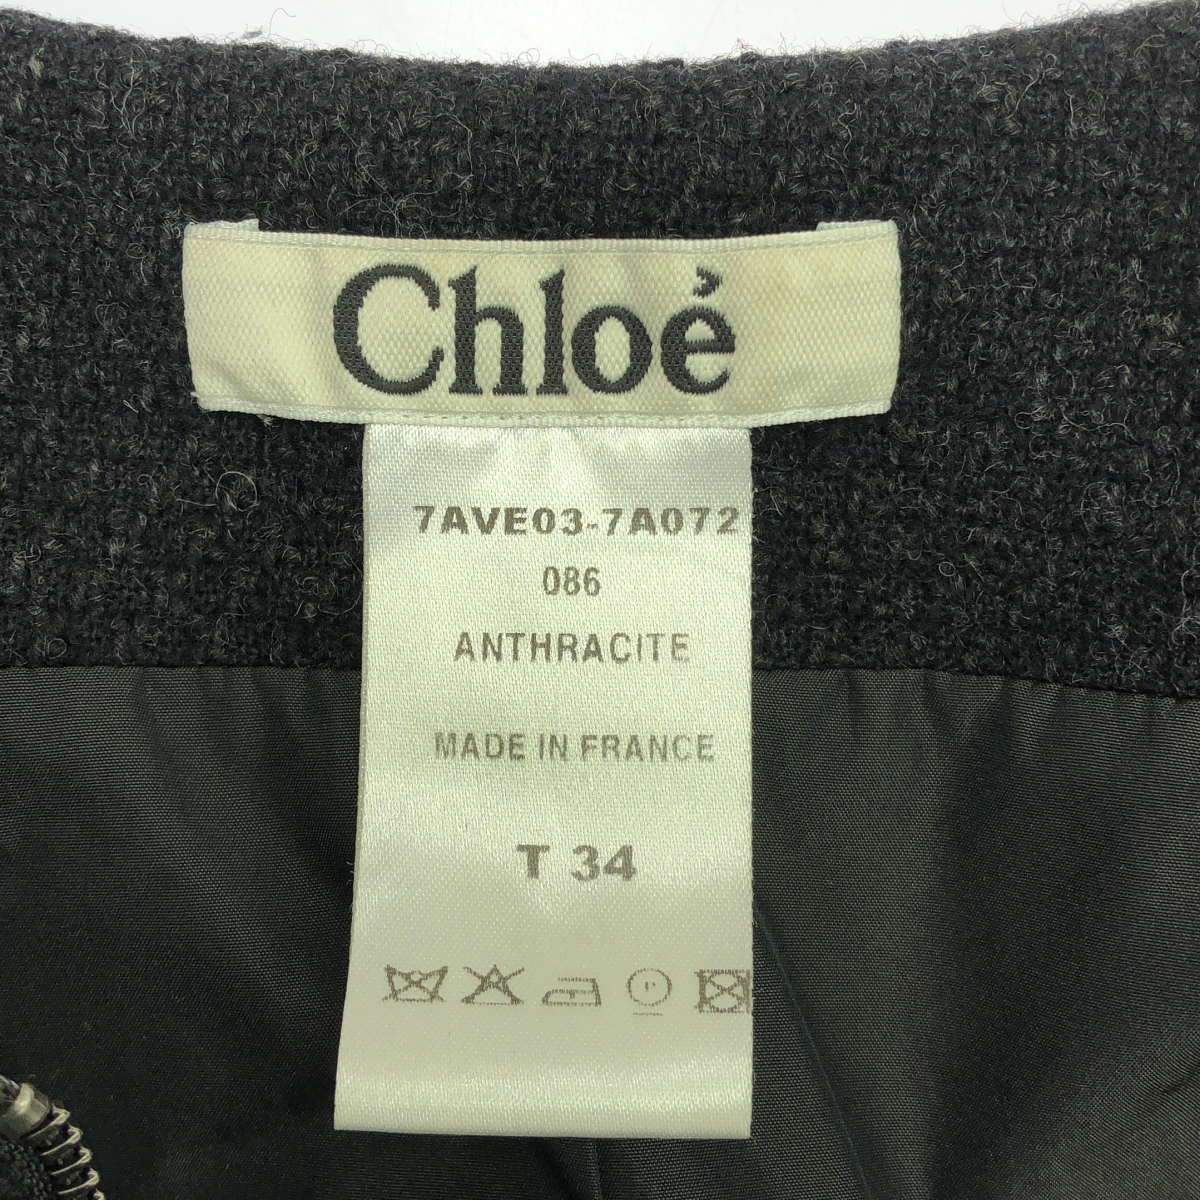 Chloé
7AVE03-7A072
086
ANTHRACITE
MADE IN FRANCE
T 34